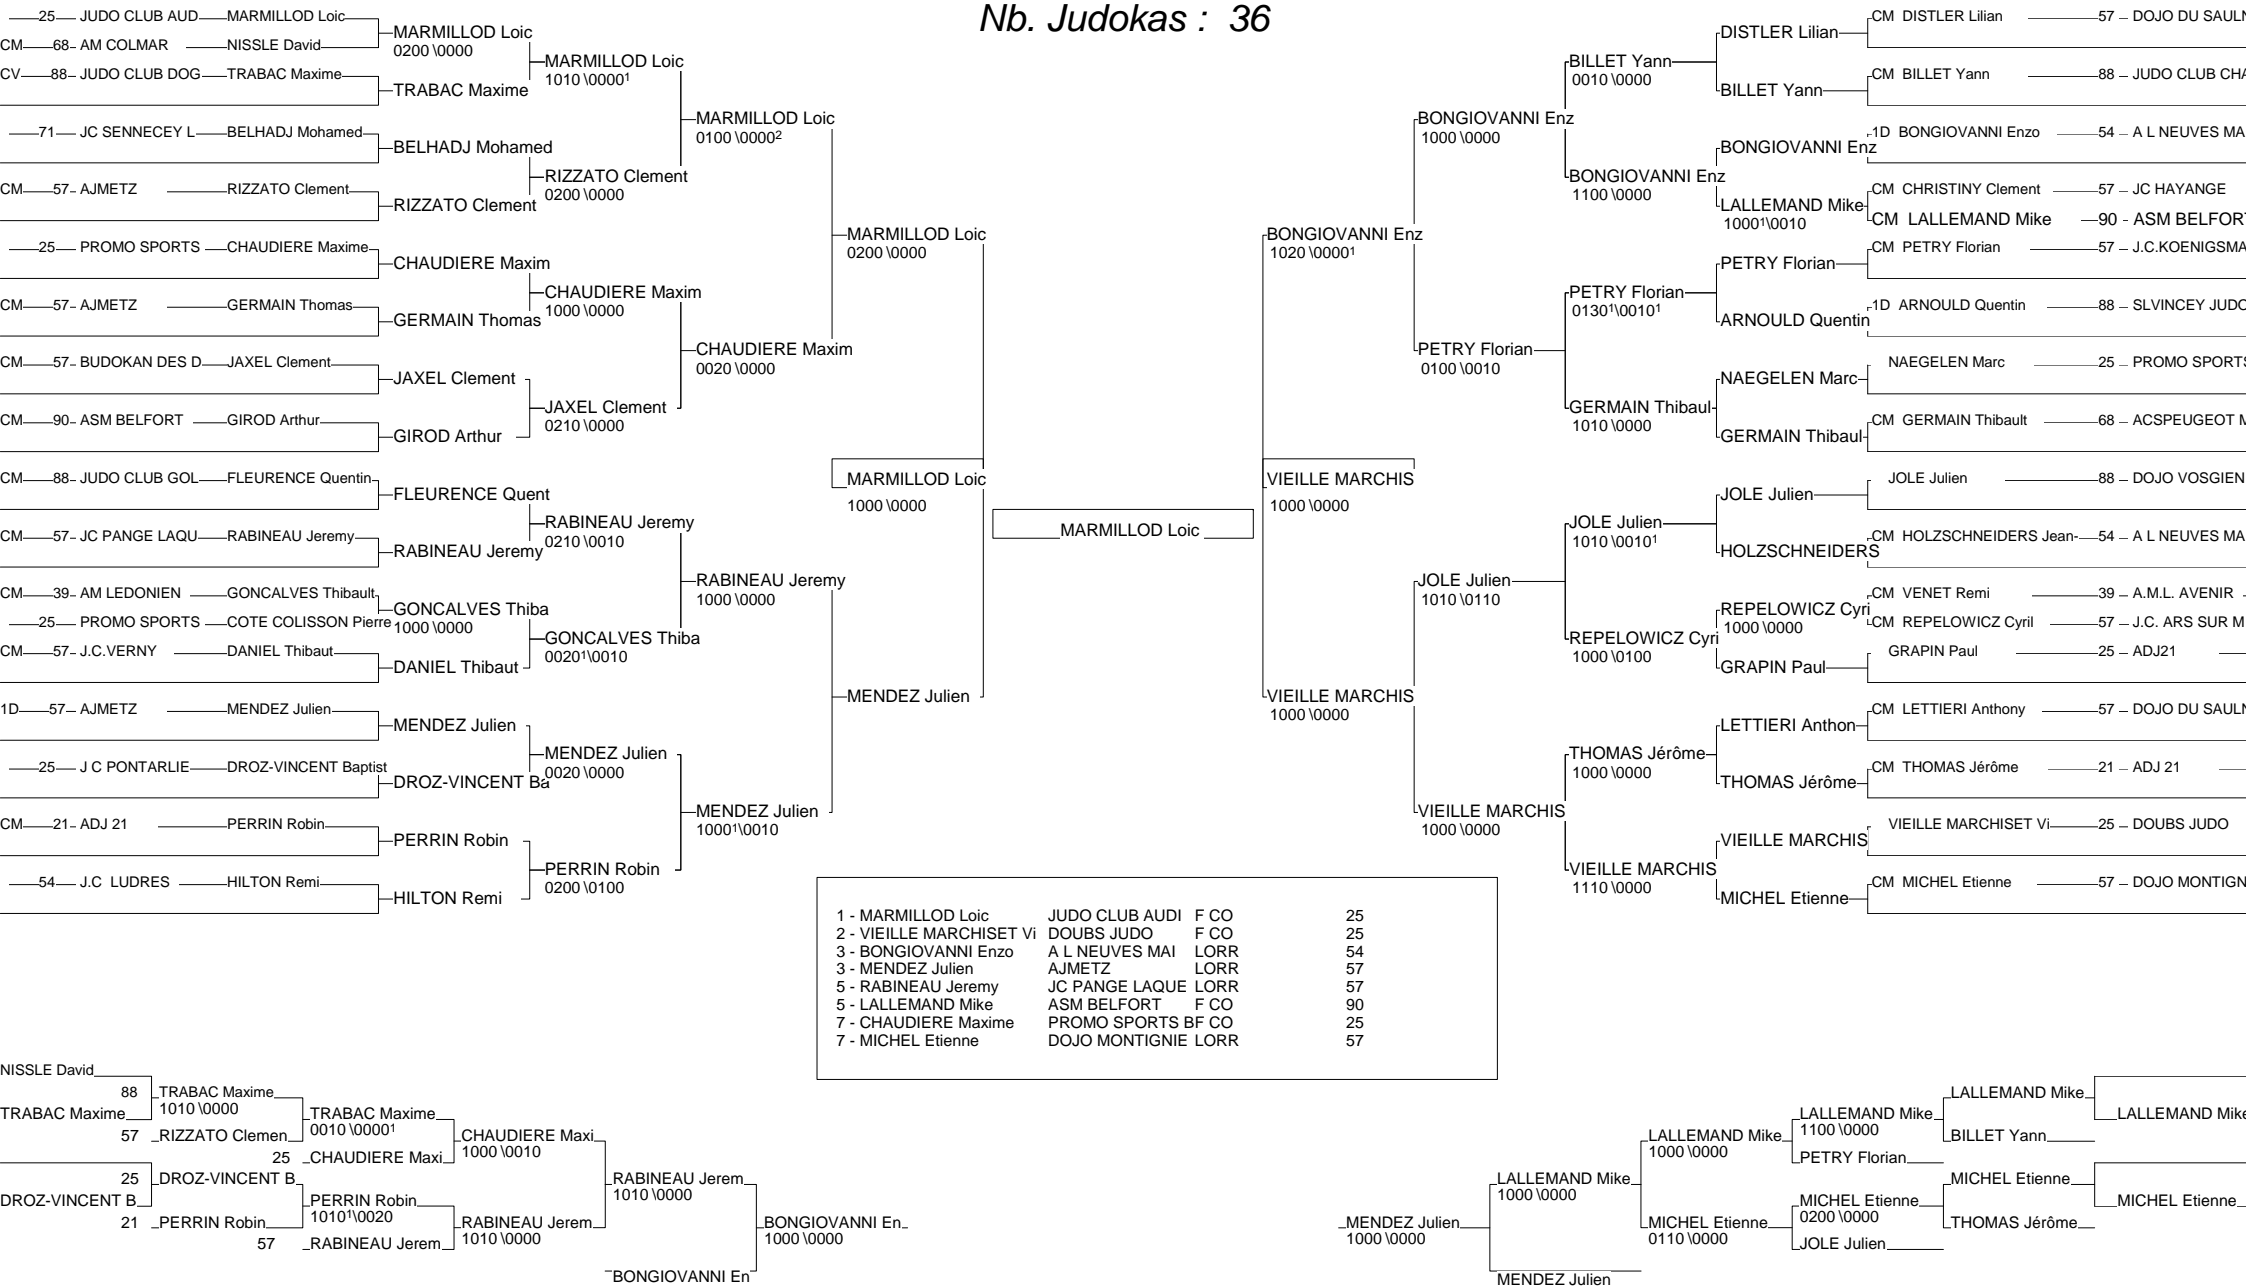 Nb. Judokas : 36
25 JUDO CLUB AUD MARMILLOD Loic
CM 68 AM COLMAR NISSLE David
CV 88 JUDO CLUB DOG TRABAC Maxime
71 JC SENNECEY L BELHADJ Mohamed
CM 57 AJMETZ RIZZATO Clement
25 PROMO SPORTS CHAUDIERE Maxime
CM 57 AJMETZ GERMAIN Thomas
CM 57 BUDOKAN DES D JAXEL Clement
CM 90 ASM BELFORT GIROD Arthur
CM 88 JUDO CLUB GOL FLEURENCE Quentin
CM 57 JC PANGE LAQU RABINEAU Jeremy
CM 39 AM LEDONIEN GONCALVES Thibault
25 PROMO SPORTS COTE COLISSON Pierre
CM 57 J.C.VERNY DANIEL Thibaut
1D 57 AJMETZ MENDEZ Julien
25 J C PONTARLIE DROZ-VINCENT Baptist
CM 21 ADJ 21 PERRIN Robin
54 J.C LUDRES HILTON Remi
MARMILLOD Loic
0200 \0000
TRABAC Maxime
BELHADJ Mohamed
RIZZATO Clement
CHAUDIERE Maxim
GERMAIN Thomas
JAXEL Clement
GIROD Arthur
FLEURENCE Quent
RABINEAU Jeremy
GONCALVES Thiba
1000 \0000
DANIEL Thibaut
MENDEZ Julien
DROZ-VINCENT Ba
PERRIN Robin
HILTON Remi
MARMILLOD Loic
1010 \0000¹
RIZZATO Clement
0200 \0000
CHAUDIERE Maxim
1000 \0000
JAXEL Clement
0210 \0000
RABINEAU Jeremy
0210 \0010
GONCALVES Thiba
0020¹\0010
MENDEZ Julien
0020 \0000
PERRIN Robin
0200 \0100
MARMILLOD Loic
0100 \0000²
CHAUDIERE Maxim
0020 \0000
RABINEAU Jeremy
1000 \0000
MENDEZ Julien
1000¹\0010
MARMILLOD Loic
0200 \0000
MARMILLOD Loic
1000 \0000
MENDEZ Julien
MARMILLOD Loic
BONGIOVANNI Enz
1020 \0000¹
VIEILLE MARCHIS
1000 \0000
VIEILLE MARCHIS
1000 \0000
BONGIOVANNI Enz
1000 \0000
PETRY Florian
0100 \0010
JOLE Julien
1010 \0110
VIEILLE MARCHIS
1000 \0000
BILLET Yann
0010 \0000
BONGIOVANNI Enz
1100 \0000
PETRY Florian
0130¹\0010¹
GERMAIN Thibaul
1010 \0000
JOLE Julien
1010 \0010¹
REPELOWICZ Cyri
1000 \0100
THOMAS Jérôme
1000 \0000
VIEILLE MARCHIS
1110 \0000
DISTLER Lilian
BILLET Yann
BONGIOVANNI Enz
LALLEMAND Mike
1000¹\0010
PETRY Florian
ARNOULD Quentin
NAEGELEN Marc
GERMAIN Thibaul
JOLE Julien
HOLZSCHNEIDERS
REPELOWICZ Cyri
1000 \0000
GRAPIN Paul
LETTIERI Anthon
THOMAS Jérôme
VIEILLE MARCHIS
MICHEL Etienne
CM DISTLER Lilian 57 – DOJO DU SAULN
CM BILLET Yann 88 – JUDO CLUB CHA
1D BONGIOVANNI Enzo 54 – A L NEUVES MA
CM CHRISTINY Clement 57 – JC HAYANGE
CM LALLEMAND Mike 90 - ASM BELFORT
CM PETRY Florian 57 – J.C.KOENIGSMA
1D ARNOULD Quentin 88 – SLVINCEY JUDO
NAEGELEN Marc 25 – PROMO SPORTS
CM GERMAIN Thibault 68 – ACSPEUGEOT M
JOLE Julien 88 – DOJO VOSGIEN
CM HOLZSCHNEIDERS Jean- 54 – A L NEUVES MA
CM VENET Remi 39 – A.M.L. AVENIR
CM REPELOWICZ Cyril 57 – J.C. ARS SUR M
GRAPIN Paul 25 – ADJ21
CM LETTIERI Anthony 57 – DOJO DU SAULN
CM THOMAS Jérôme 21 – ADJ 21
VIEILLE MARCHISET Vi 25 – DOUBS JUDO
CM MICHEL Etienne 57 – DOJO MONTIGN
1 - MARMILLOD Loic JUDO CLUB AUDI F CO 25
2 - VIEILLE MARCHISET Vi DOUBS JUDO F CO 25
3 - BONGIOVANNI Enzo A L NEUVES MAI LORR 54
3 - MENDEZ Julien AJMETZ LORR 57
5 - RABINEAU Jeremy JC PANGE LAQUE LORR 57
5 - LALLEMAND Mike ASM BELFORT F CO 90
7 - CHAUDIERE Maxime PROMO SPORTS BF CO 25
7 - MICHEL Etienne DOJO MONTIGNIE LORR 57
NISSLE David
88
TRABAC Maxime
57
25
DROZ-VINCENT B
21
TRABAC Maxime
1010 \0000
RIZZATO Clemen
25
DROZ-VINCENT B
PERRIN Robin
57
TRABAC Maxime
0010 \0000¹
CHAUDIERE Maxi
PERRIN Robin
1010¹\0020
RABINEAU Jerem
CHAUDIERE Maxi
1000 \0010
RABINEAU Jerem
1010 \0000
RABINEAU Jerem
1010 \0000
BONGIOVANNI En
BONGIOVANNI En
1000 \0000
MENDEZ Julien
1000 \0000
LALLEMAND Mike
1000 \0000
MENDEZ Julien
LALLEMAND Mike
1000 \0000
MICHEL Etienne
0110 \0000
LALLEMAND Mike
1100 \0000
PETRY Florian
MICHEL Etienne
0200 \0000
JOLE Julien
LALLEMAND Mike
BILLET Yann
MICHEL Etienne
THOMAS Jérôme
LALLEMAND Mike
MICHEL Etienne